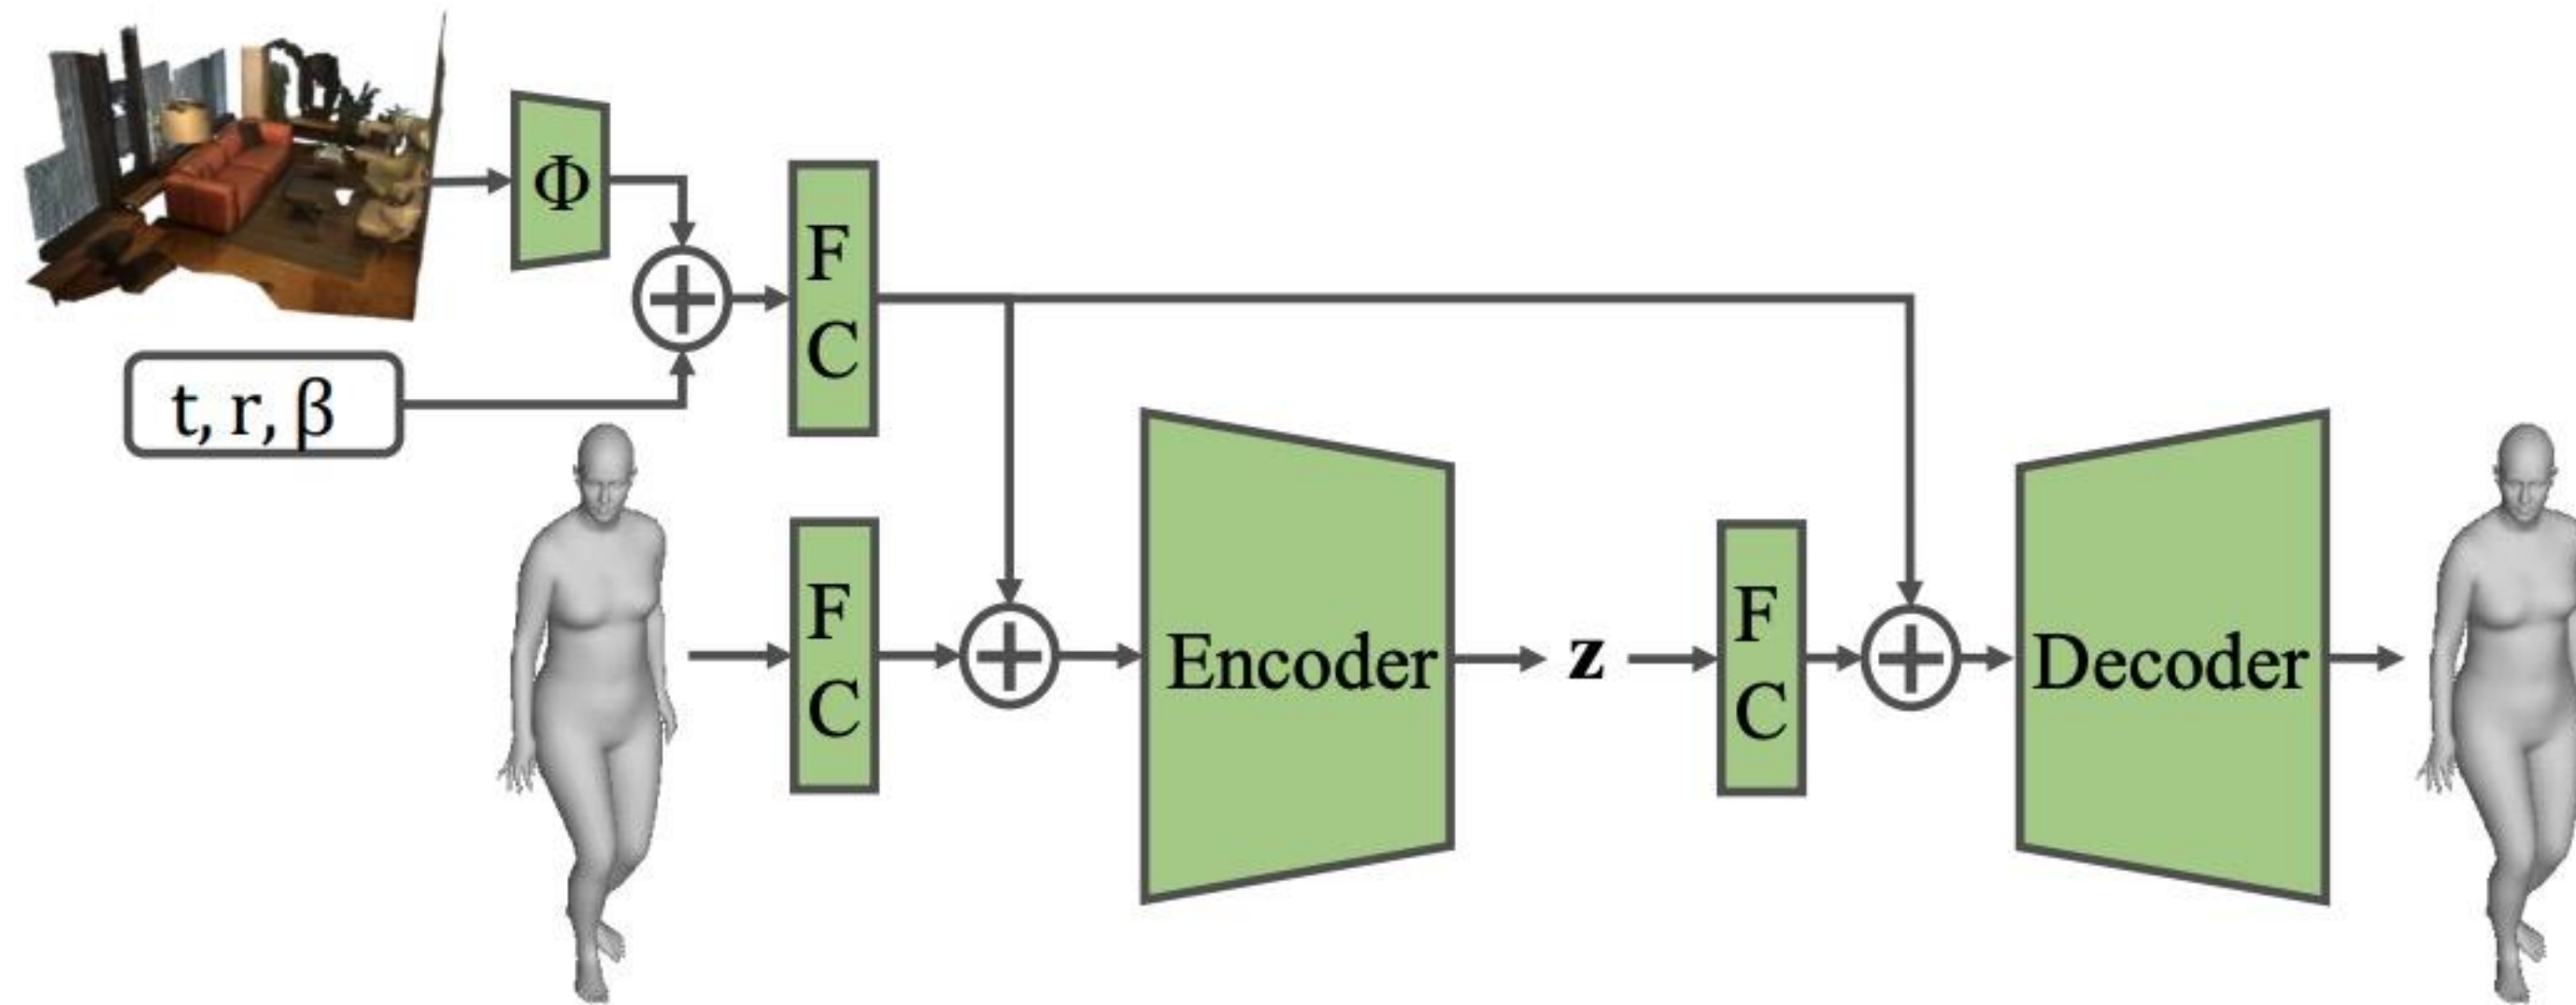 Φ
F
C
t, r, β
F
C
Encoder
z
F
C
Decoder